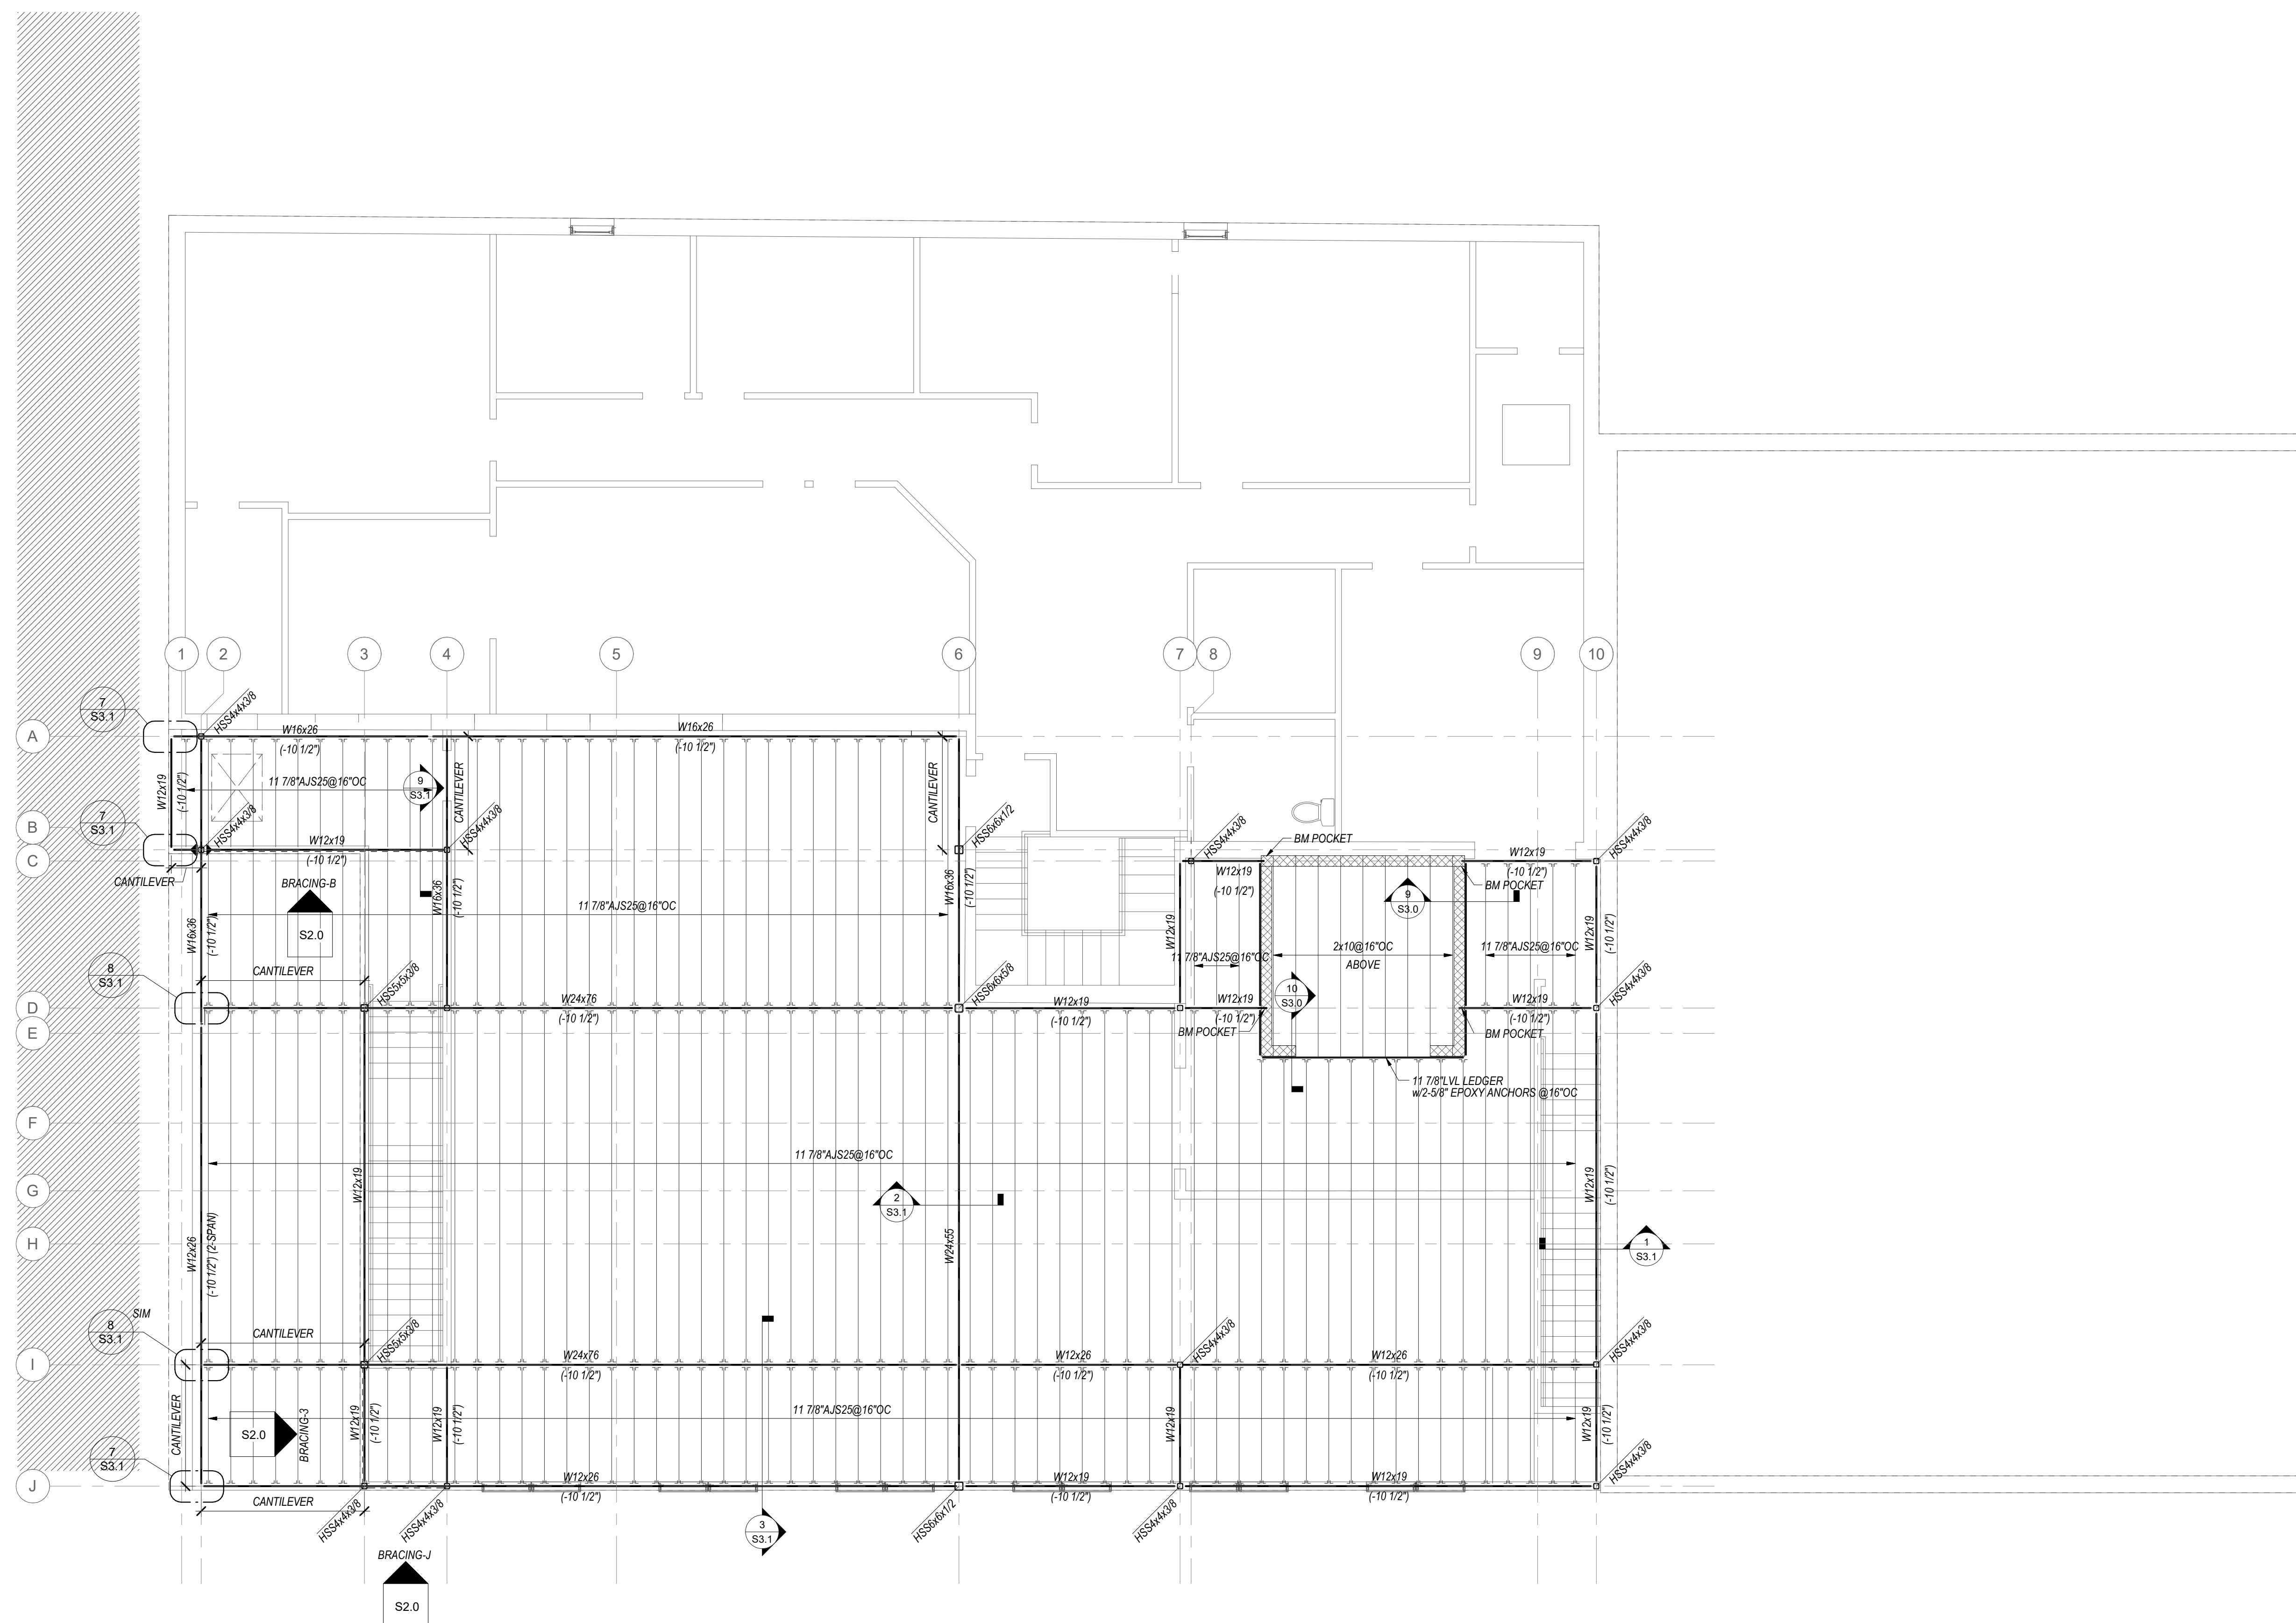 1 2 3 4 5 6 7 8 9 10
A
B
C
D
E
F
G
H
I
J
7
S3.1
HSS4x4x3/8
W16x26
(-10 1/2")
W16x26
(-10 1/2")
W12x19
(-10 1/2")
11 7/8"AJS25@16"OC
9
S3.1
CANTILEVER
CANTILEVER
7
S3.1
HSS4x4x3/8
W12x19
(-10 1/2")
HSS4x4x3/8
HSS6x6x1/2
CANTILEVER
BRACING-B
S2.0
W16x36
(-10 1/2")
W16x36
(-10 1/2")
11 7/8"AJS25@16"OC
W16x36
(-10 1/2")
HSS4x4x3/8
BM POCKET
W12x19
(-10 1/2")
W12x19
(-10 1/2")
BM POCKET
HSS4x4x3/8
9
S3.0
W12x19
11 7/8"AJS25@16"OC
2x10@16"OC
ABOVE
11 7/8"AJS25@16"OC
W12x19
(-10 1/2")
8
S3.1
CANTILEVER
HSS5x5x3/8
W24x76
(-10 1/2")
HSS6x6x5/8
W12x19
(-10 1/2")
W12x19
(-10 1/2")
BM POCKET
10
S3.0
W12x19
(-10 1/2")
BM POCKET
HSS4x4x3/8
11 7/8"LVL LEDGER
w/2-5/8" EPOXY ANCHORS @16"OC
11 7/8"AJS25@16"OC
W12x19
W12x19
(-10 1/2")
2
S3.1
W12x26
(-10 1/2") (2-SPAN)
W24x55
1
S3.1
SIM
8
S3.1
CANTILEVER
HSS5x5x3/8
W24x76
(-10 1/2")
W12x26
(-10 1/2")
HSS4x4x3/8
W12x26
(-10 1/2")
HSS4x4x3/8
CANTILEVER
S2.0
BRACING-3
W12x19
(-10 1/2")
W12x19
(-10 1/2")
11 7/8"AJS25@16"OC
W12x19
W12x19
(-10 1/2")
7
S3.1
CANTILEVER
HSS4x4x3/8
HSS4x4x3/8
W12x26
(-10 1/2")
HSS6x6x1/2
W12x19
(-10 1/2")
HSS4x4x3/8
W12x19
(-10 1/2")
HSS4x4x3/8
3
S3.1
BRACING-J
S2.0